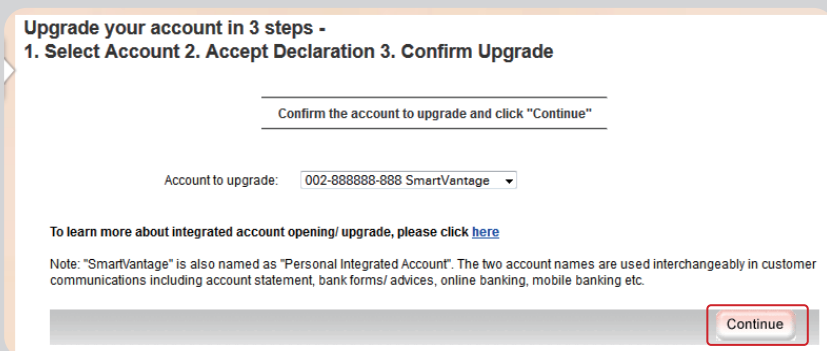 Upgrade your account in 3 steps -
1. Select Account 2. Accept Declaration 3. Confirm Upgrade
Confirm the account to upgrade and click "Continue"
Account to upgrade: 002-888888-888 SmartVantage
To learn more about integrated account opening/ upgrade, please click here
Note: "SmartVantage" is also named as "Personal Integrated Account". The two account names are used interchangeably in customer
communications including account statement, bank forms/ advices, online banking, mobile banking etc.
Continue